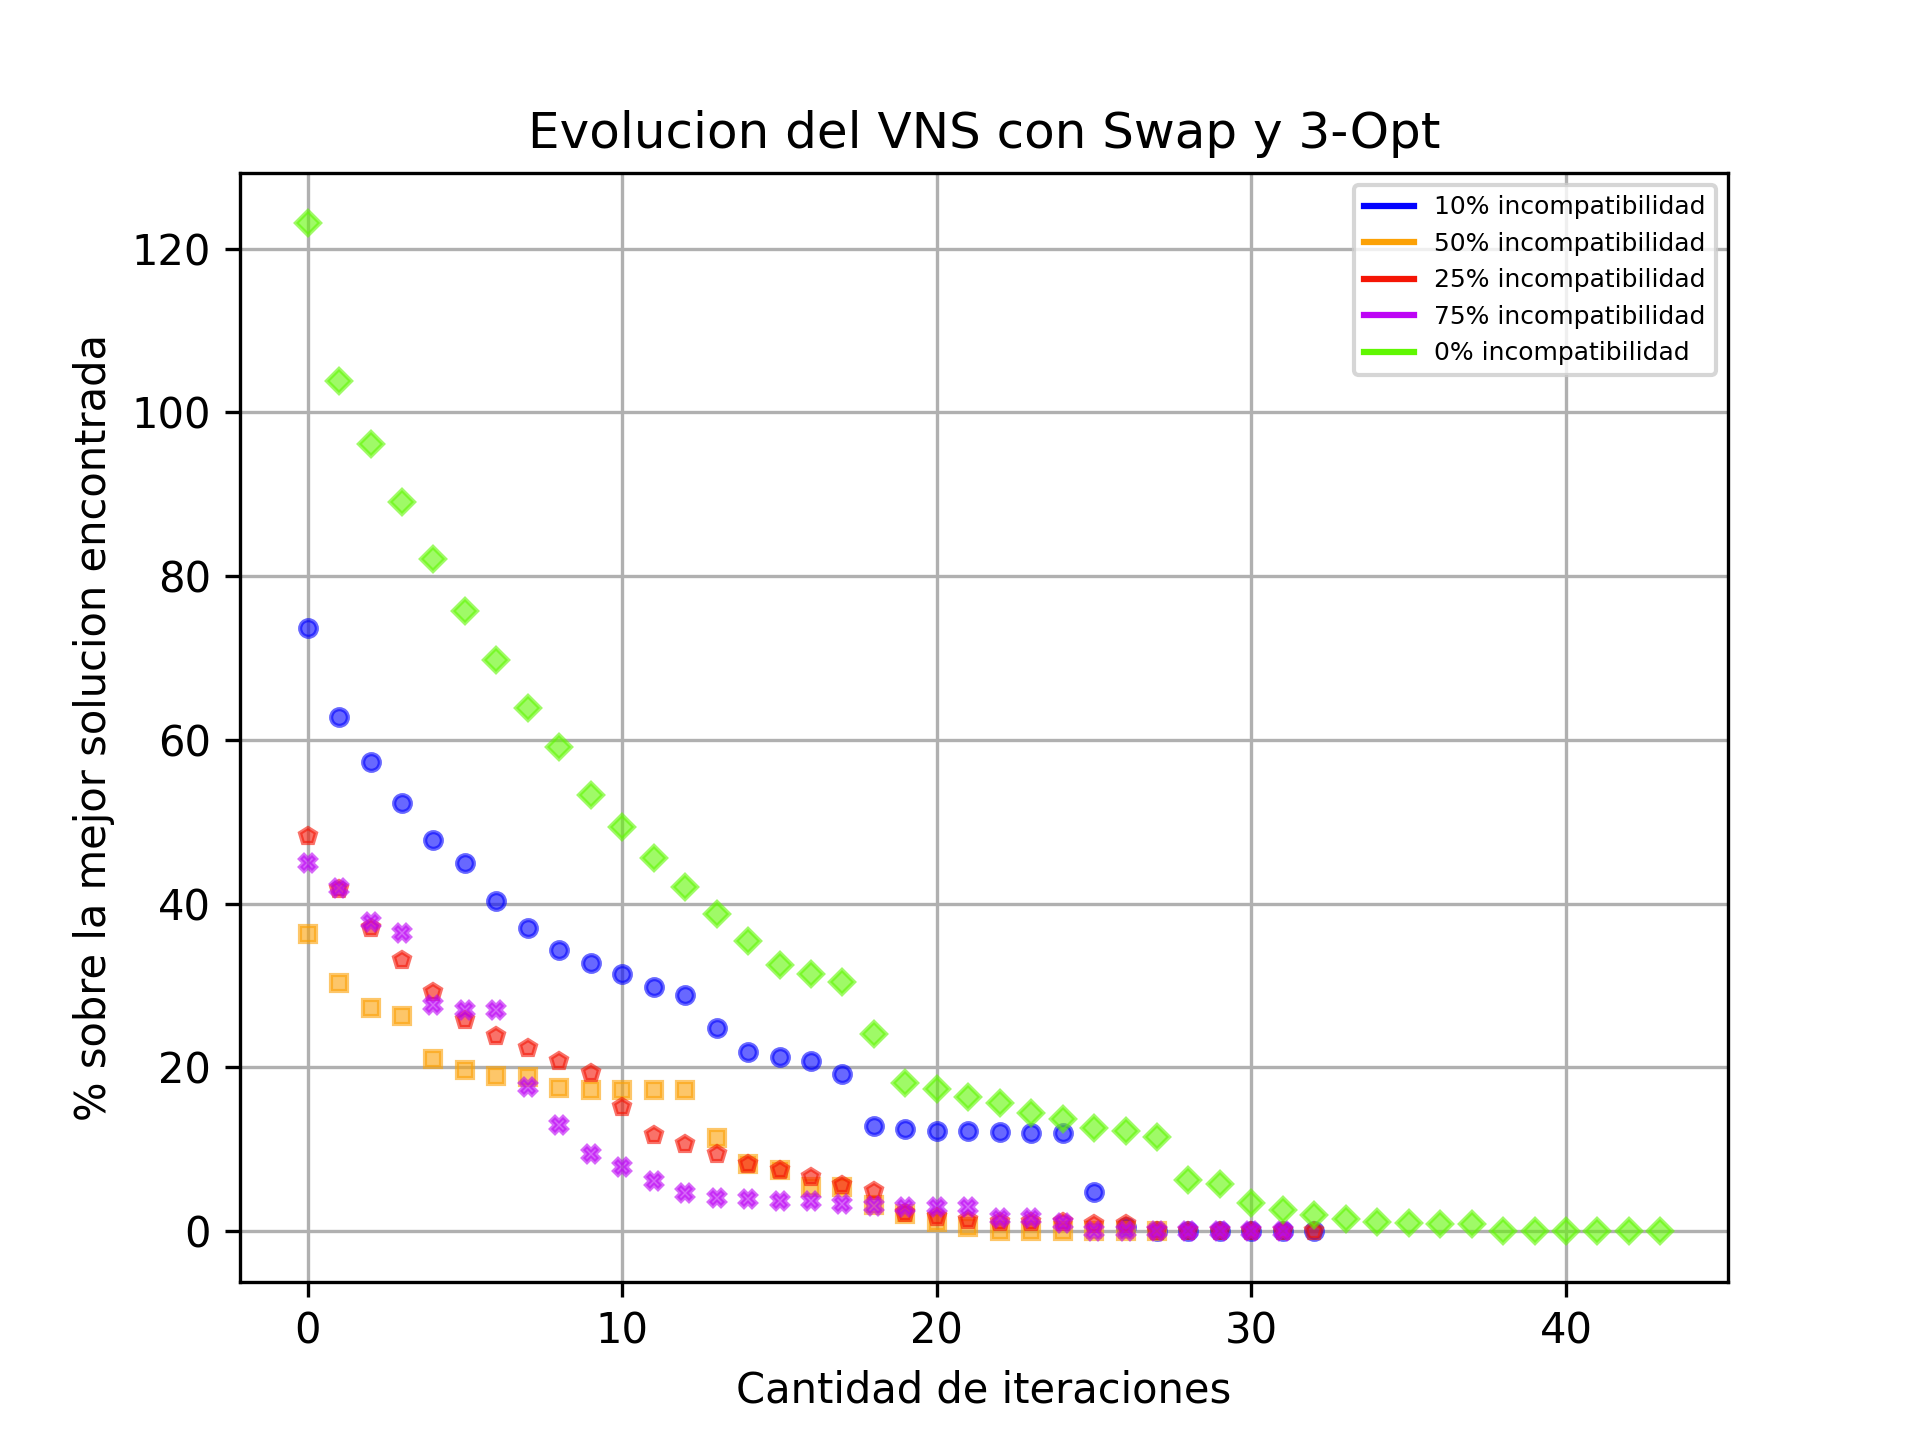 Evolucion del VNS con Swap y 3-Opt
10% incompatibilidad
50% incompatibilidad
25% incompatibilidad
75% incompatibilidad
0% incompatibilidad
% sobre la mejor solucion encontrada
120
100
80
60
40
20
0
0 10 20 30 40
Cantidad de iteraciones